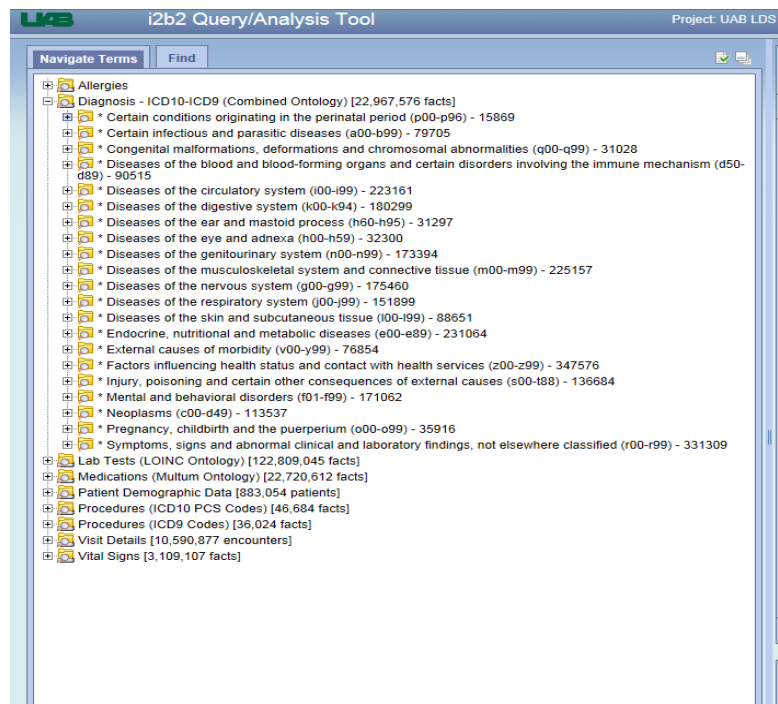 UAB i2b2 Query/Analysis Tool Project: UAB LDS
Navigate Terms Find
Allergies
Diagnosis - ICD10-ICD9 (Combined Ontology) [22,967,576 facts]
* Certain conditions originating in the perinatal period (p00-p96) - 15869
* Certain infectious and parasitic diseases (a00-b99) - 79705
* Congenital malformations, deformations and chromosomal abnormalities (q00-q99) - 31028
* Diseases of the blood and blood-forming organs and certain disorders involving the immune mechanism (d50-
d89) - 90515
* Diseases of the circulatory system (i00-i99) - 223161
* Diseases of the digestive system (k00-k94) - 180299
* Diseases of the ear and mastoid process (h60-h95) - 31297
* Diseases of the eye and adnexa (h00-h59) - 32300
* Diseases of the genitourinary system (n00-n99) - 173394
* Diseases of the musculoskeletal system and connective tissue (m00-m99) - 225157
* Diseases of the nervous system (g00-g99) - 175460
* Diseases of the respiratory system (j00-j99) - 151899
* Diseases of the skin and subcutaneous tissue (l00-l99) - 88651
* Endocrine, nutritional and metabolic diseases (e00-e89) - 231064
* External causes of morbidity (v00-y99) - 76854
* Factors influencing health status and contact with health services (z00-z99) - 347576
* Injury, poisoning and certain other consequences of external causes (s00-t88) - 136684
* Mental and behavioral disorders (f01-f99) - 171062
* Neoplasms (c00-d49) - 113537
* Pregnancy, childbirth and the puerperium (o00-o99) - 35916
* Symptoms, signs and abnormal clinical and laboratory findings, not elsewhere classified (r00-r99) - 331309
Lab Tests (LOINC Ontology) [122,809,045 facts]
Medications (Multum Ontology) [22,720,612 facts]
Patient Demographic Data [883,054 patients]
Procedures (ICD10 PCS Codes) [46,684 facts]
Procedures (ICD9 Codes) [36,024 facts]
Visit Details [10,590,877 encounters]
Vital Signs [3,109,107 facts]